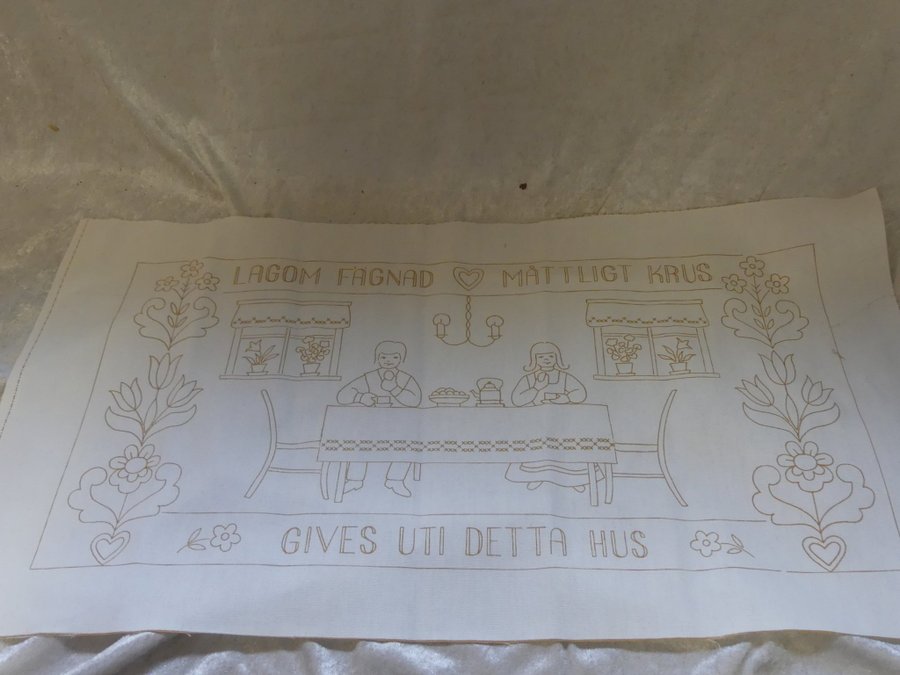 LAGOM FÄGNAD MÅTTLIGT KRUS
GIVES UTI DETTA HUS